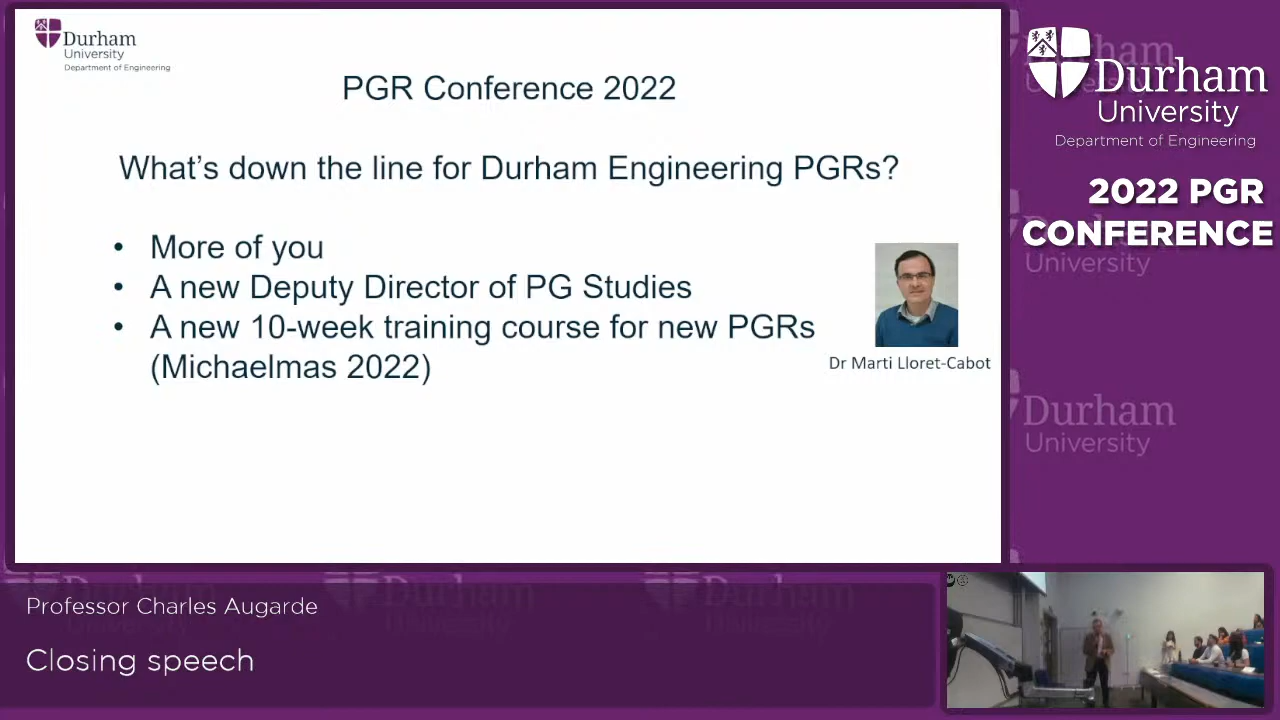 Durham
University
Department of Engineering
PGR Conference 2022
What's down the line for Durham Engineering PGRs?
• More of you
• A new Deputy Director of PG Studies
• A new 10-week training course for new PGRs
(Michaelmas 2022)
Dr Marti Lloret-Cabot
Durham
University
Department of Engineering
2022 PGR
CONFERENCE
University
Durham
University
Professor Charles Augarde
Closing speech